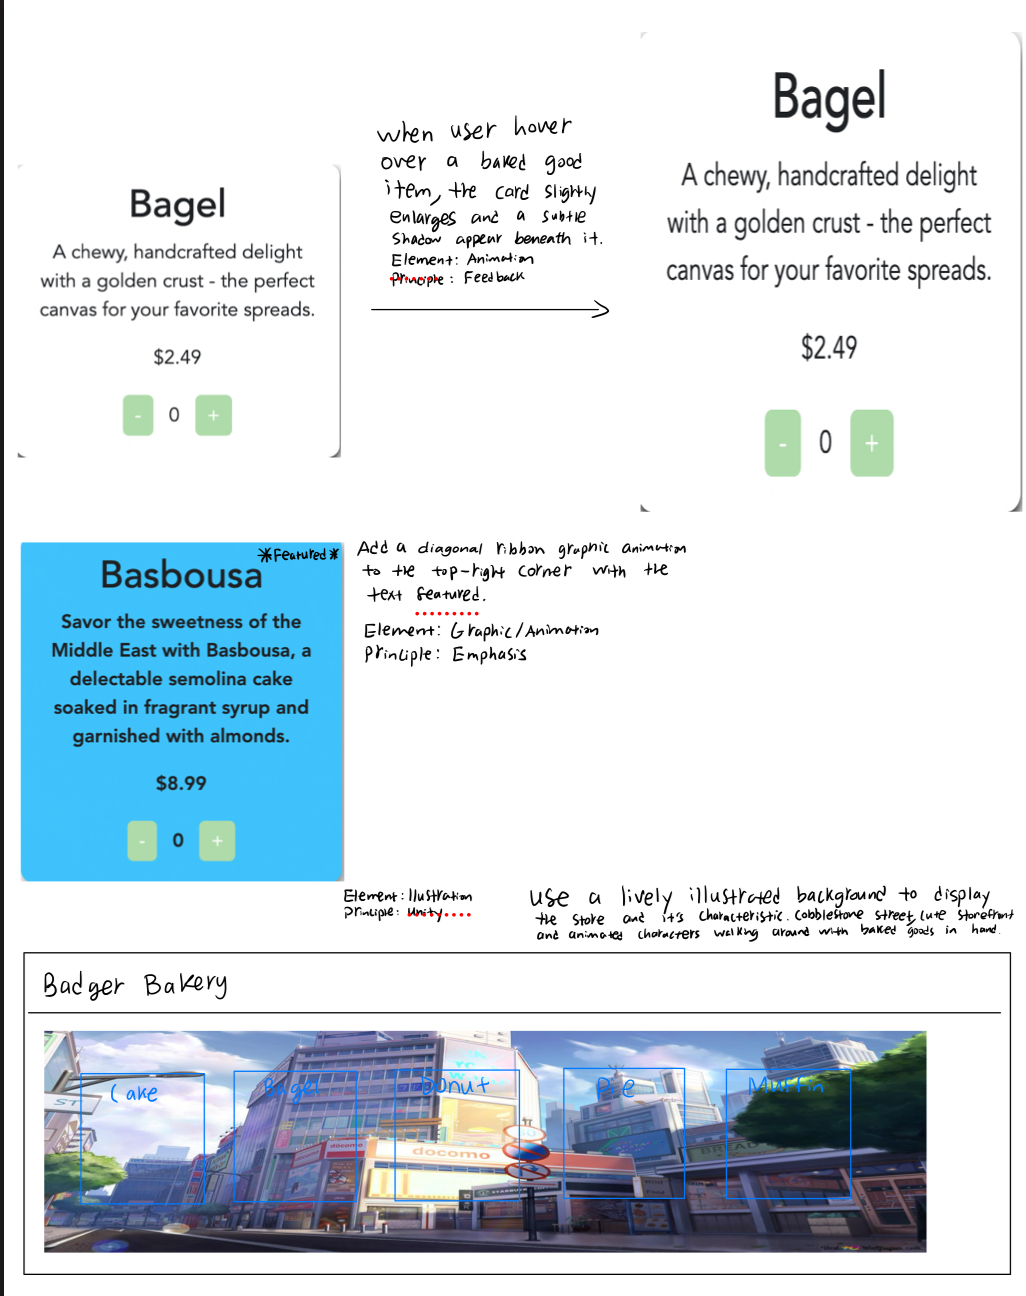 Bagel
A chewy, handcrafted delight
with a golden crust - the perfect
canvas for your favorite spreads.
$2.49
- 0 +
when user hover
over a baked good
item, the card slightly
enlarges and a subtle
shadow appear beneath it.
Element: Animation
Principle: Feedback
Bagel
A chewy, handcrafted delight
with a golden crust - the perfect
canvas for your favorite spreads.
$2.49
- 0 +
*Featured*
Basbousa
Savor the sweetness of the
Middle East with Basbousa, a
delectable semolina cake
soaked in fragrant syrup and
garnished with almonds.
$8.99
- 0 +
Add a diagonal ribbon graphic animation
to the top-right corner with the
text featured.
Element: Graphic/Animation
Principle: Emphasis
Element: Ilustration
Principle: Unity
use a lively illustrated background to display
the store and it's characteristic. Cobblestone street, cute storefront
and animated characters walking around with baked goods in hand.
Badger Bakery
Cake
Bagel
Donut
Pie
Muffin
ST
docomo
docomo
BREA